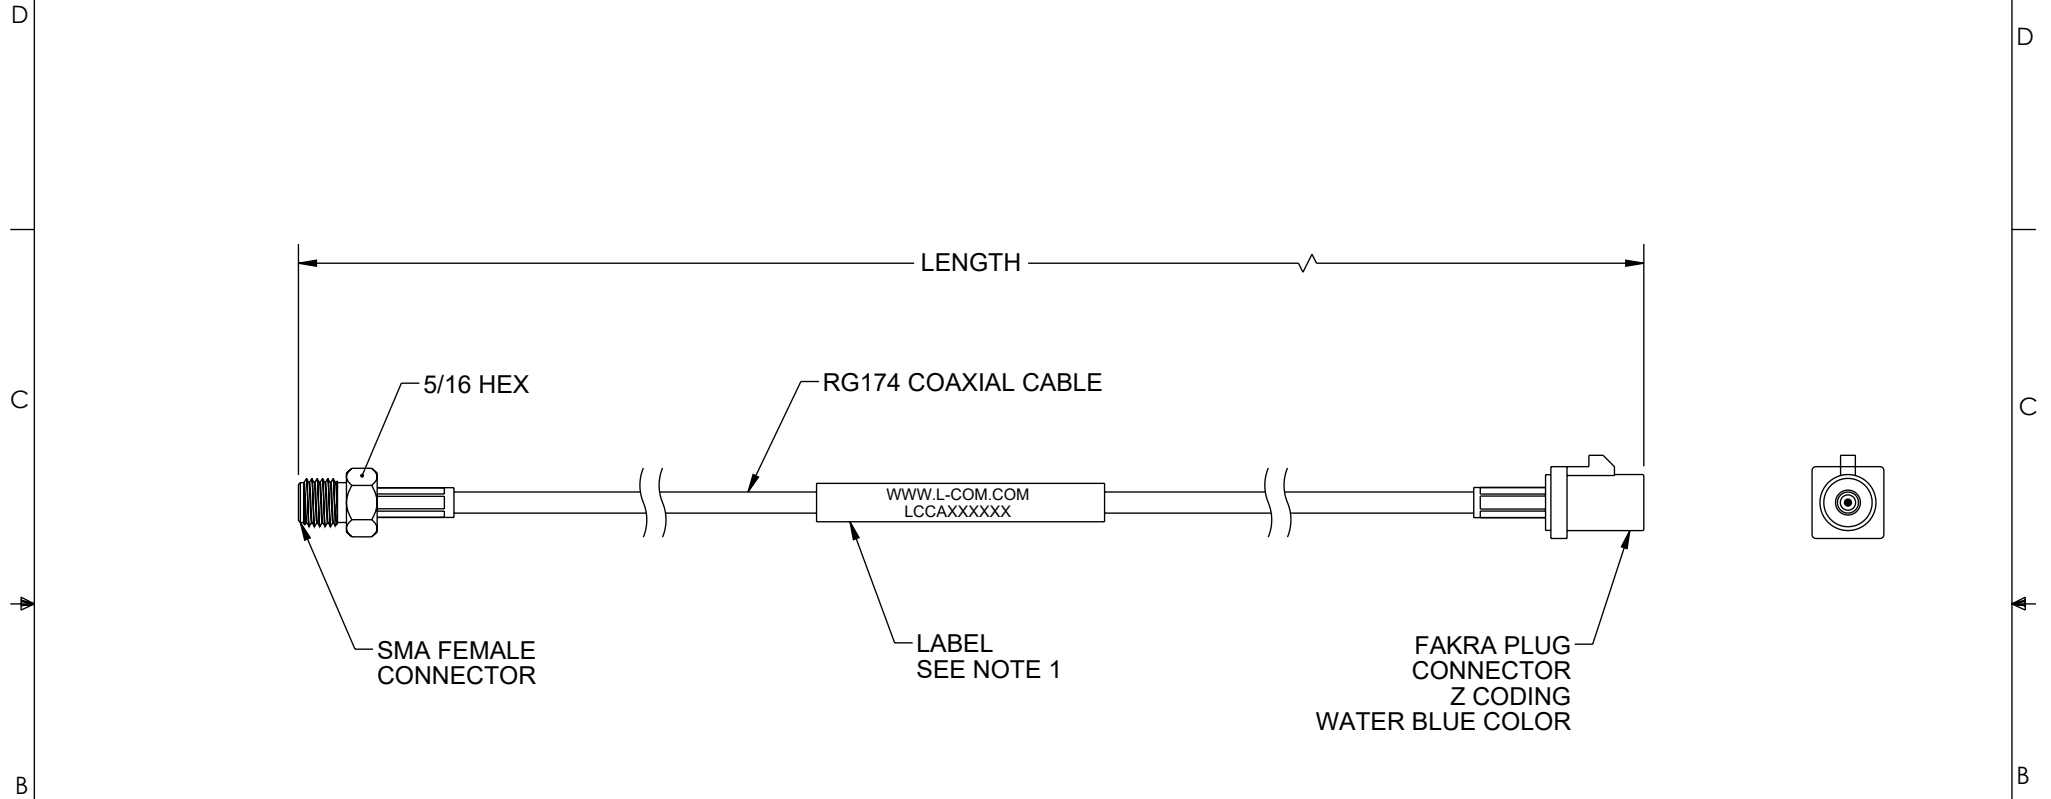 D
D
LENGTH
5/16 HEX
RG174 COAXIAL CABLE
C
C
WWW.L-COM.COM
LCCAXXXXXX
SMA FEMALE
CONNECTOR
LABEL
SEE NOTE 1
FAKRA PLUG
CONNECTOR
Z CODING
WATER BLUE COLOR
B
B